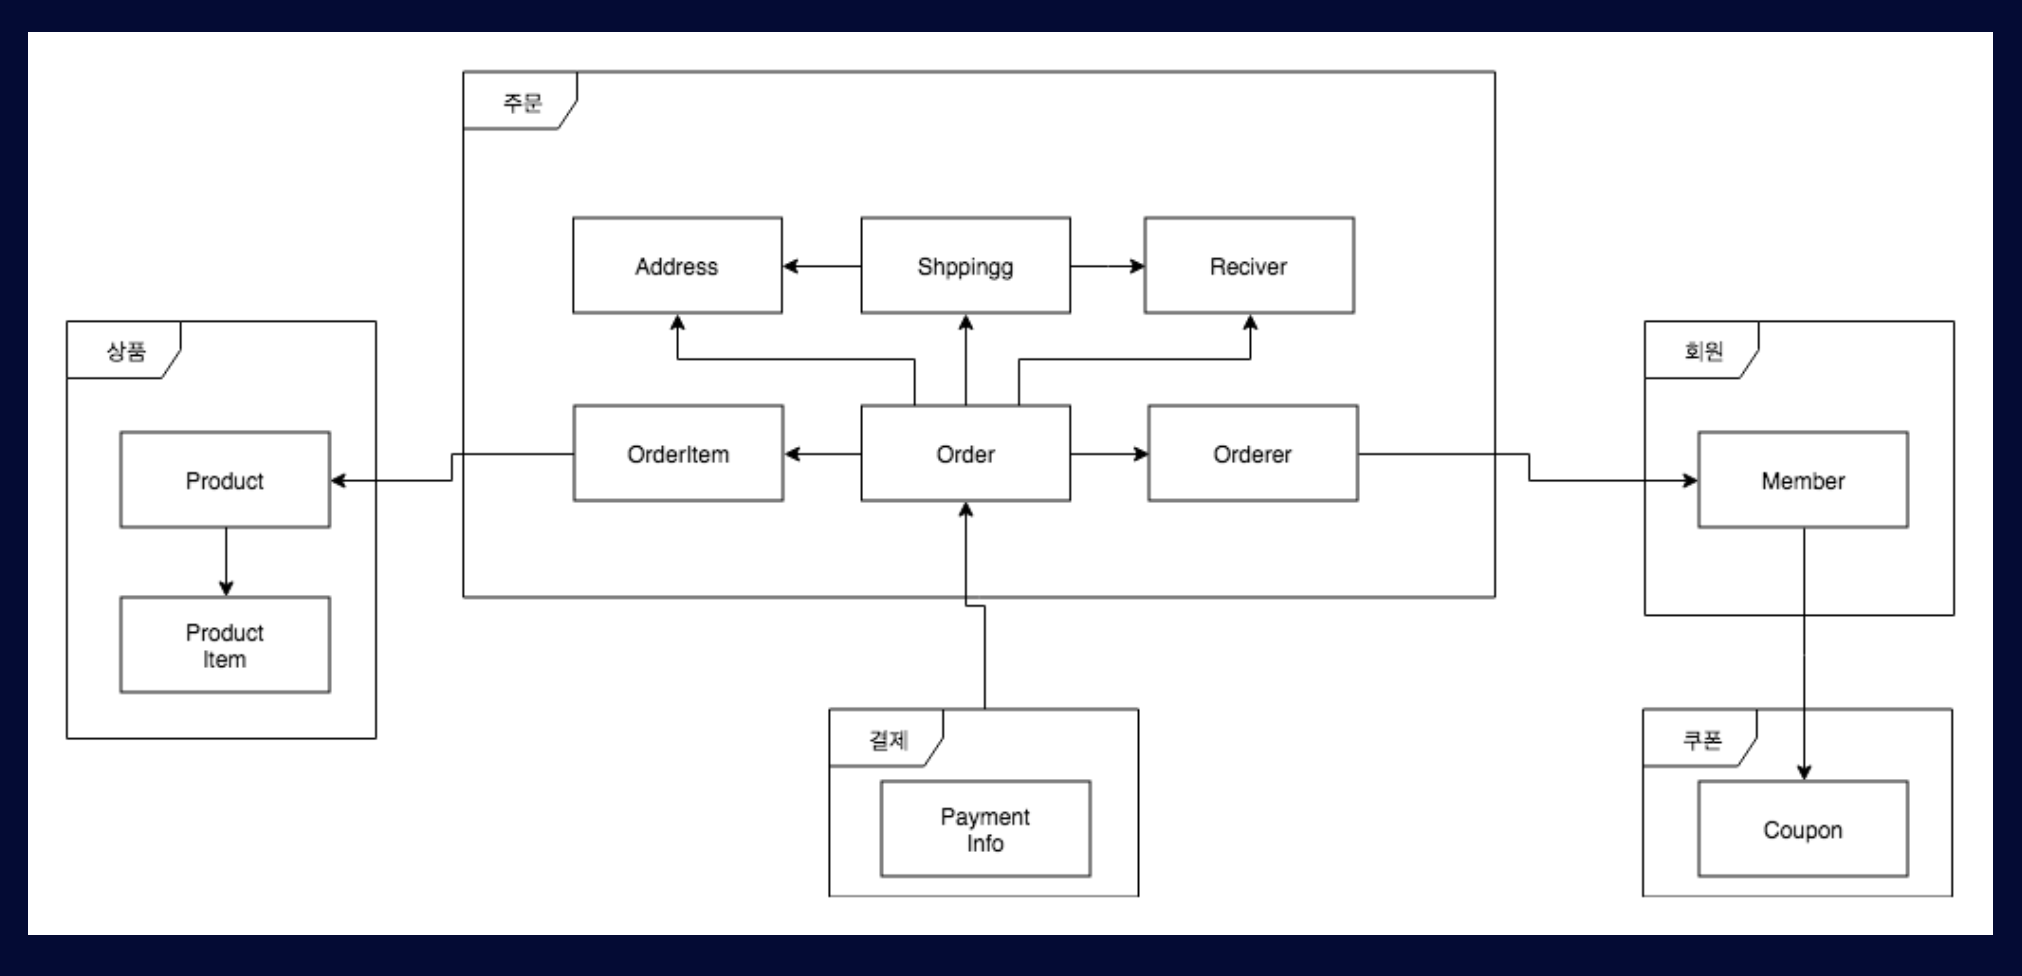 주문
Address
Shppingg
Reciver
상품
회원
OrderItem
Order
Orderer
Product
Member
Product
Item
결제
쿠폰
Payment
Info
Coupon